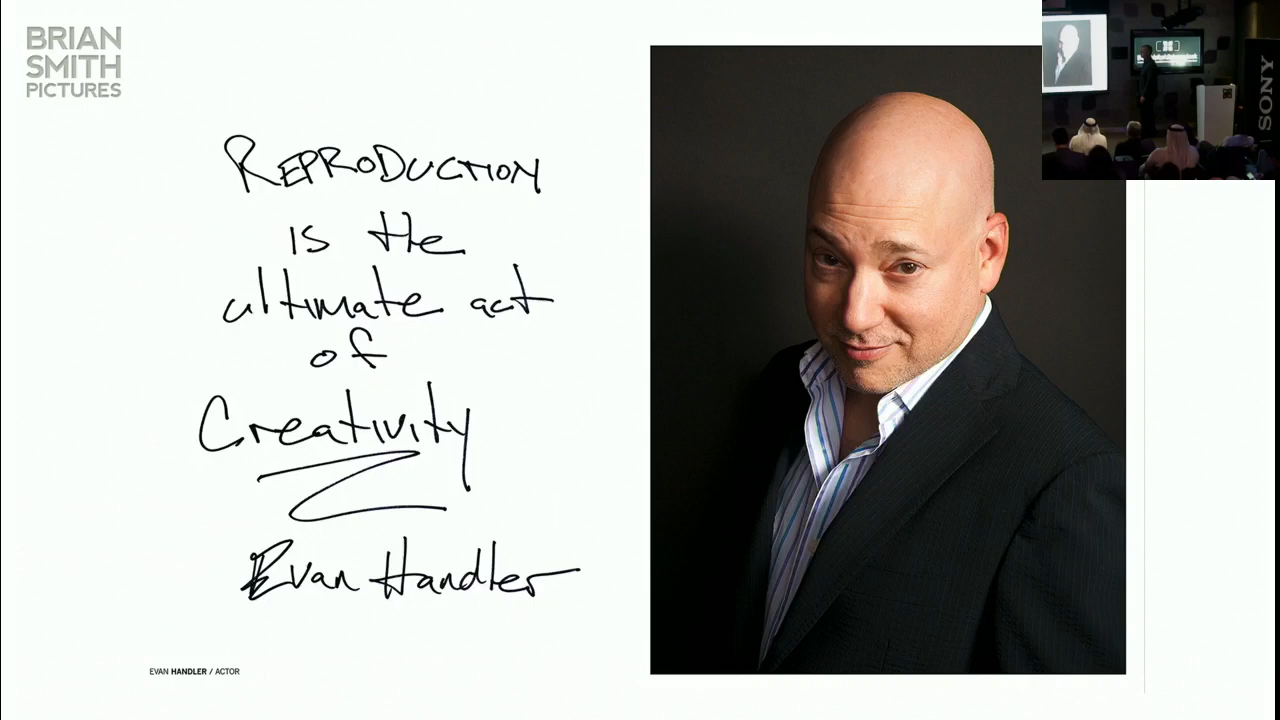 BRIAN
SMITH
PICTURES
REPRODUCTION
is the
ultimate act
of
Creativity
Evan Handler
EVAN HANDLER / ACTOR
SONY